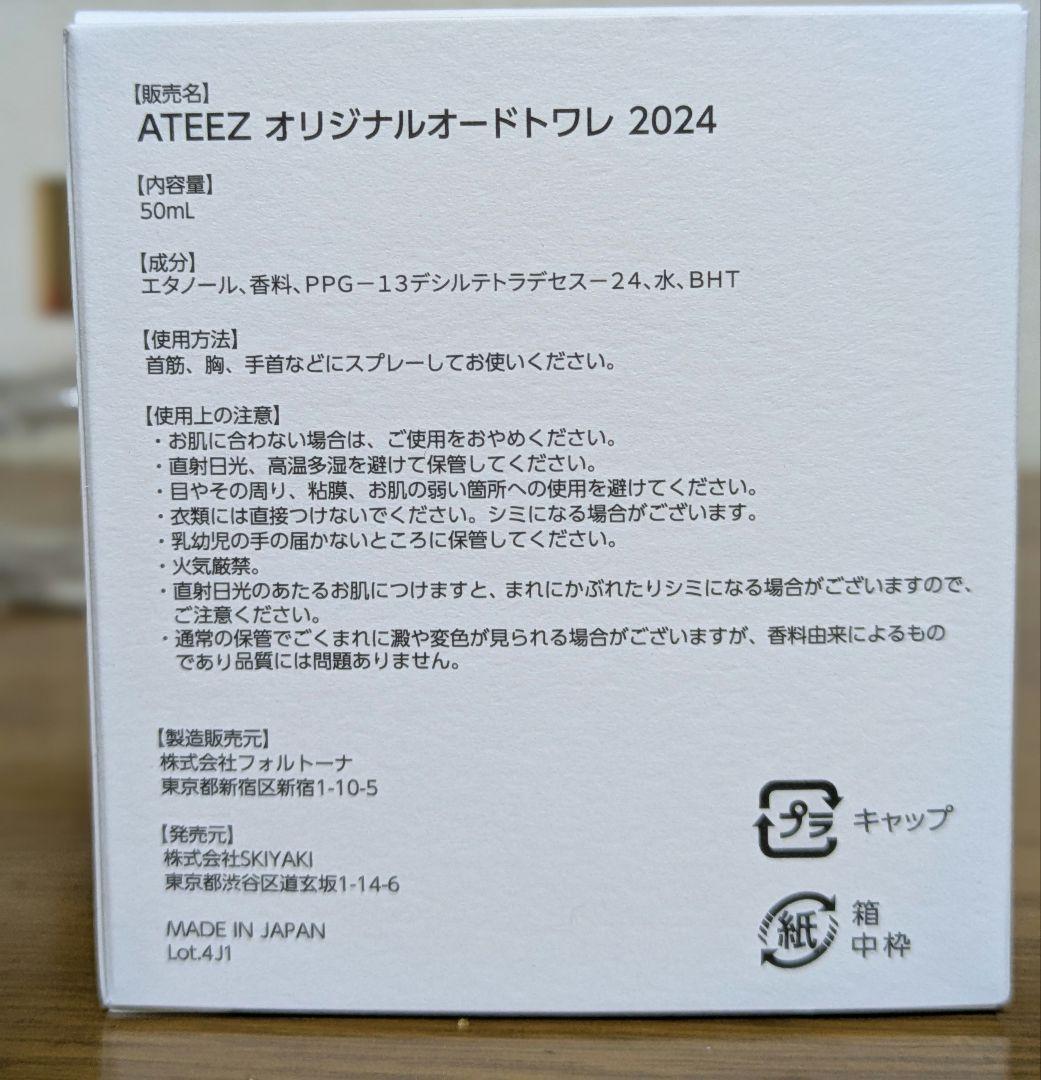 【販売名】
ATEEZ オリジナルオードトワレ 2024
【内容量】
50mL
【成分】
エタノール、香料、PPG－13デシルテトラデセス－24、水、BHT
【使用方法】
首筋、胸、手首などにスプレーしてお使いください。
【使用上の注意】
・お肌に合わない場合は、ご使用をおやめください。
・直射日光、高温多湿を避けて保管してください。
・目やその周り、粘膜、お肌の弱い箇所への使用を避けてください。
・衣類には直接つけないでください。シミになる場合がございます。
・乳幼児の手の届かないところに保管してください。
・火気厳禁。
・直射日光のあたるお肌につけますと、まれにかぶれたりシミになる場合がございますので、
ご注意ください。
・通常の保管でごくまれに澱や変色が見られる場合がございますが、香料由来によるもの
であり品質には問題ありません。
【製造販売元】
株式会社フォルトーナ
東京都新宿区新宿1-10-5
【発売元】
株式会社SKIYAKI
東京都渋谷区道玄坂1-14-6
MADE IN JAPAN
Lot.4J1
プラ キャップ
紙 箱
中枠